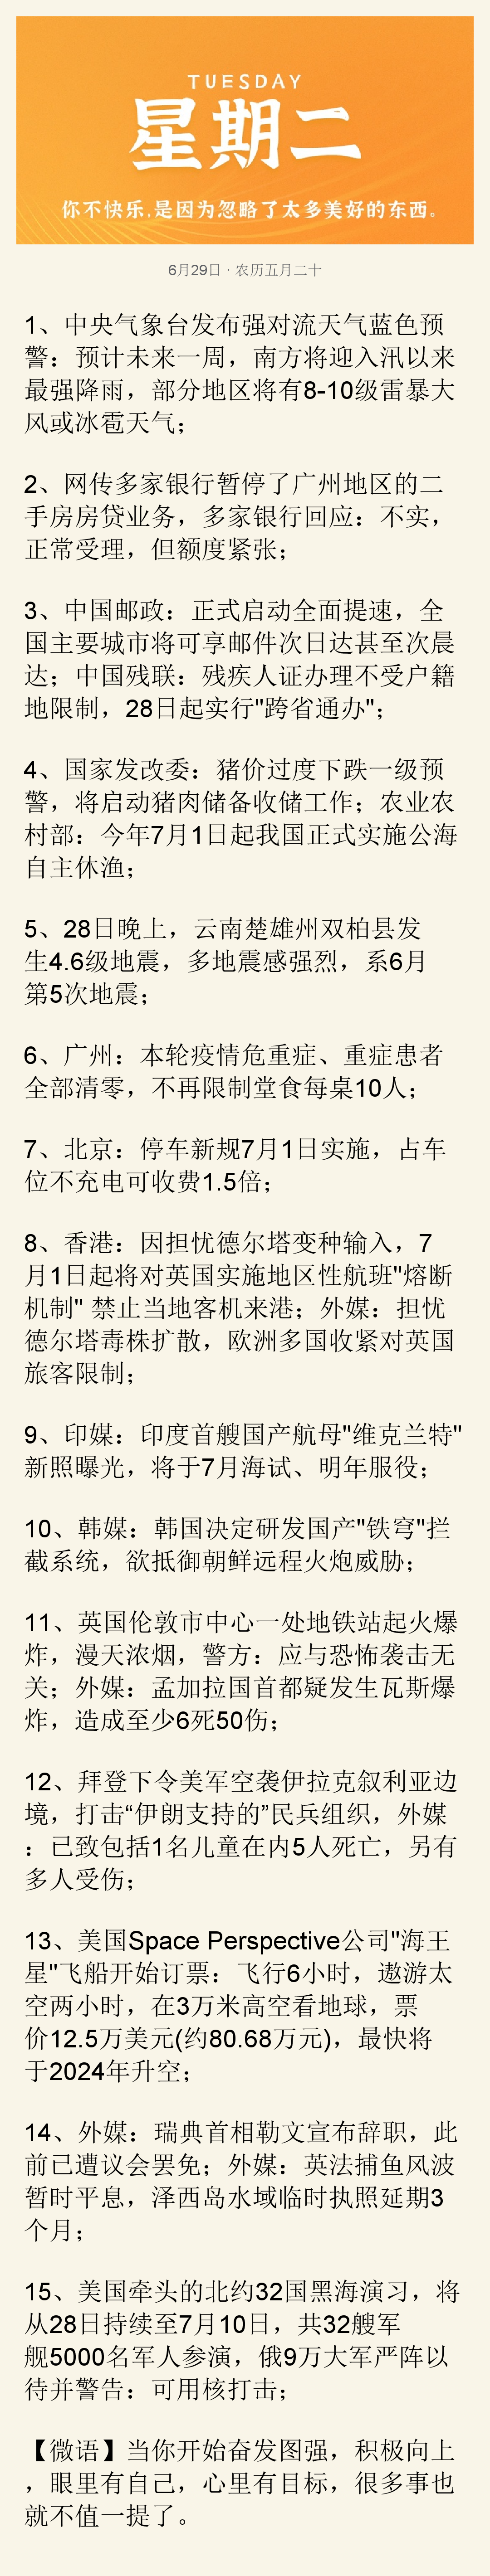 TUESDAY
星期二
你不快乐,是因为忽略了太多美好的东西。
6月29日 · 农历五月二十
1、中央气象台发布强对流天气蓝色预
警：预计未来一周，南方将迎入汛以来
最强降雨，部分地区将有8-10级雷暴大
风或冰雹天气；
2、网传多家银行暂停了广州地区的二
手房房贷业务，多家银行回应：不实，
正常受理，但额度紧张；
3、中国邮政：正式启动全面提速，全
国主要城市将可享邮件次日达甚至次晨
达；中国残联：残疾人证办理不受户籍
地限制，28日起实行"跨省通办"；
4、国家发改委：猪价过度下跌一级预
警，将启动猪肉储备收储工作；农业农
村部：今年7月1日起我国正式实施公海
自主休渔；
5、28日晚上，云南楚雄州双柏县发
生4.6级地震，多地震感强烈，系6月
第5次地震；
6、广州：本轮疫情危重症、重症患者
全部清零，不再限制堂食每桌10人；
7、北京：停车新规7月1日实施，占车
位不充电可收费1.5倍；
8、香港：因担忧德尔塔变种输入，7
月1日起将对英国实施地区性航班"熔断
机制" 禁止当地客机来港；外媒：担忧
德尔塔毒株扩散，欧洲多国收紧对英国
旅客限制；
9、印媒：印度首艘国产航母"维克兰特"
新照曝光，将于7月海试、明年服役；
10、韩媒：韩国决定研发国产"铁穹"拦
截系统，欲抵御朝鲜远程火炮威胁；
11、英国伦敦市中心一处地铁站起火爆
炸，漫天浓烟，警方：应与恐怖袭击无
关；外媒：孟加拉国首都疑发生瓦斯爆
炸，造成至少6死50伤；
12、拜登下令美军空袭伊拉克叙利亚边
境，打击“伊朗支持的”民兵组织，外媒
：已致包括1名儿童在内5人死亡，另有
多人受伤；
13、美国Space Perspective公司"海王
星"飞船开始订票：飞行6小时，遨游太
空两小时，在3万米高空看地球，票
价12.5万美元(约80.68万元)，最快将
于2024年升空；
14、外媒：瑞典首相勒文宣布辞职，此
前已遭议会罢免；外媒：英法捕鱼风波
暂时平息，泽西岛水域临时执照延期3
个月；
15、美国牵头的北约32国黑海演习，将
从28日持续至7月10日，共32艘军
舰5000名军人参演，俄9万大军严阵以
待并警告：可用核打击；
【微语】当你开始奋发图强，积极向上
，眼里有自己，心里有目标，很多事也
就不值一提了。